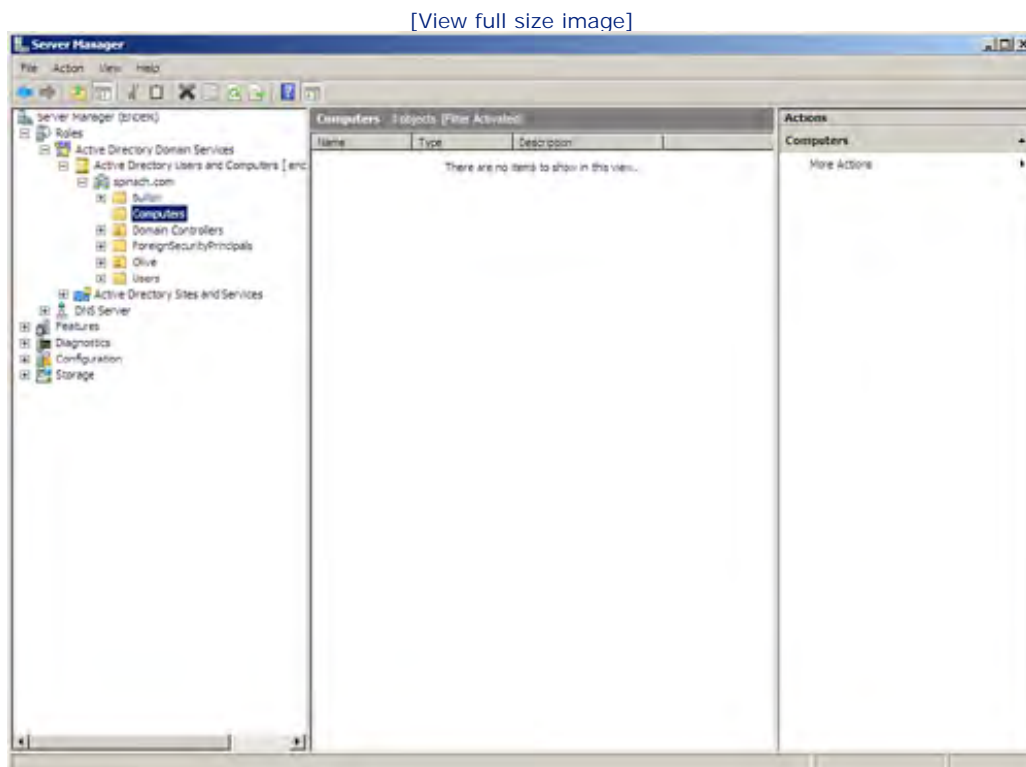 [View full size image]
Server Manager
File Action View Help
Server Manager
Roles
Active Directory Domain Services
Active Directory Users and Computers [
spinach.com
Computers
Domain Controllers
ForeignSecurityPrincipals
Olive
Users
Active Directory Sites and Services
DNS Server
Features
Diagnostics
Configuration
Storage
Computers objects [Filter Activated]
Name Type Description
There are no items to show in this view.
Actions
Computers
More Actions